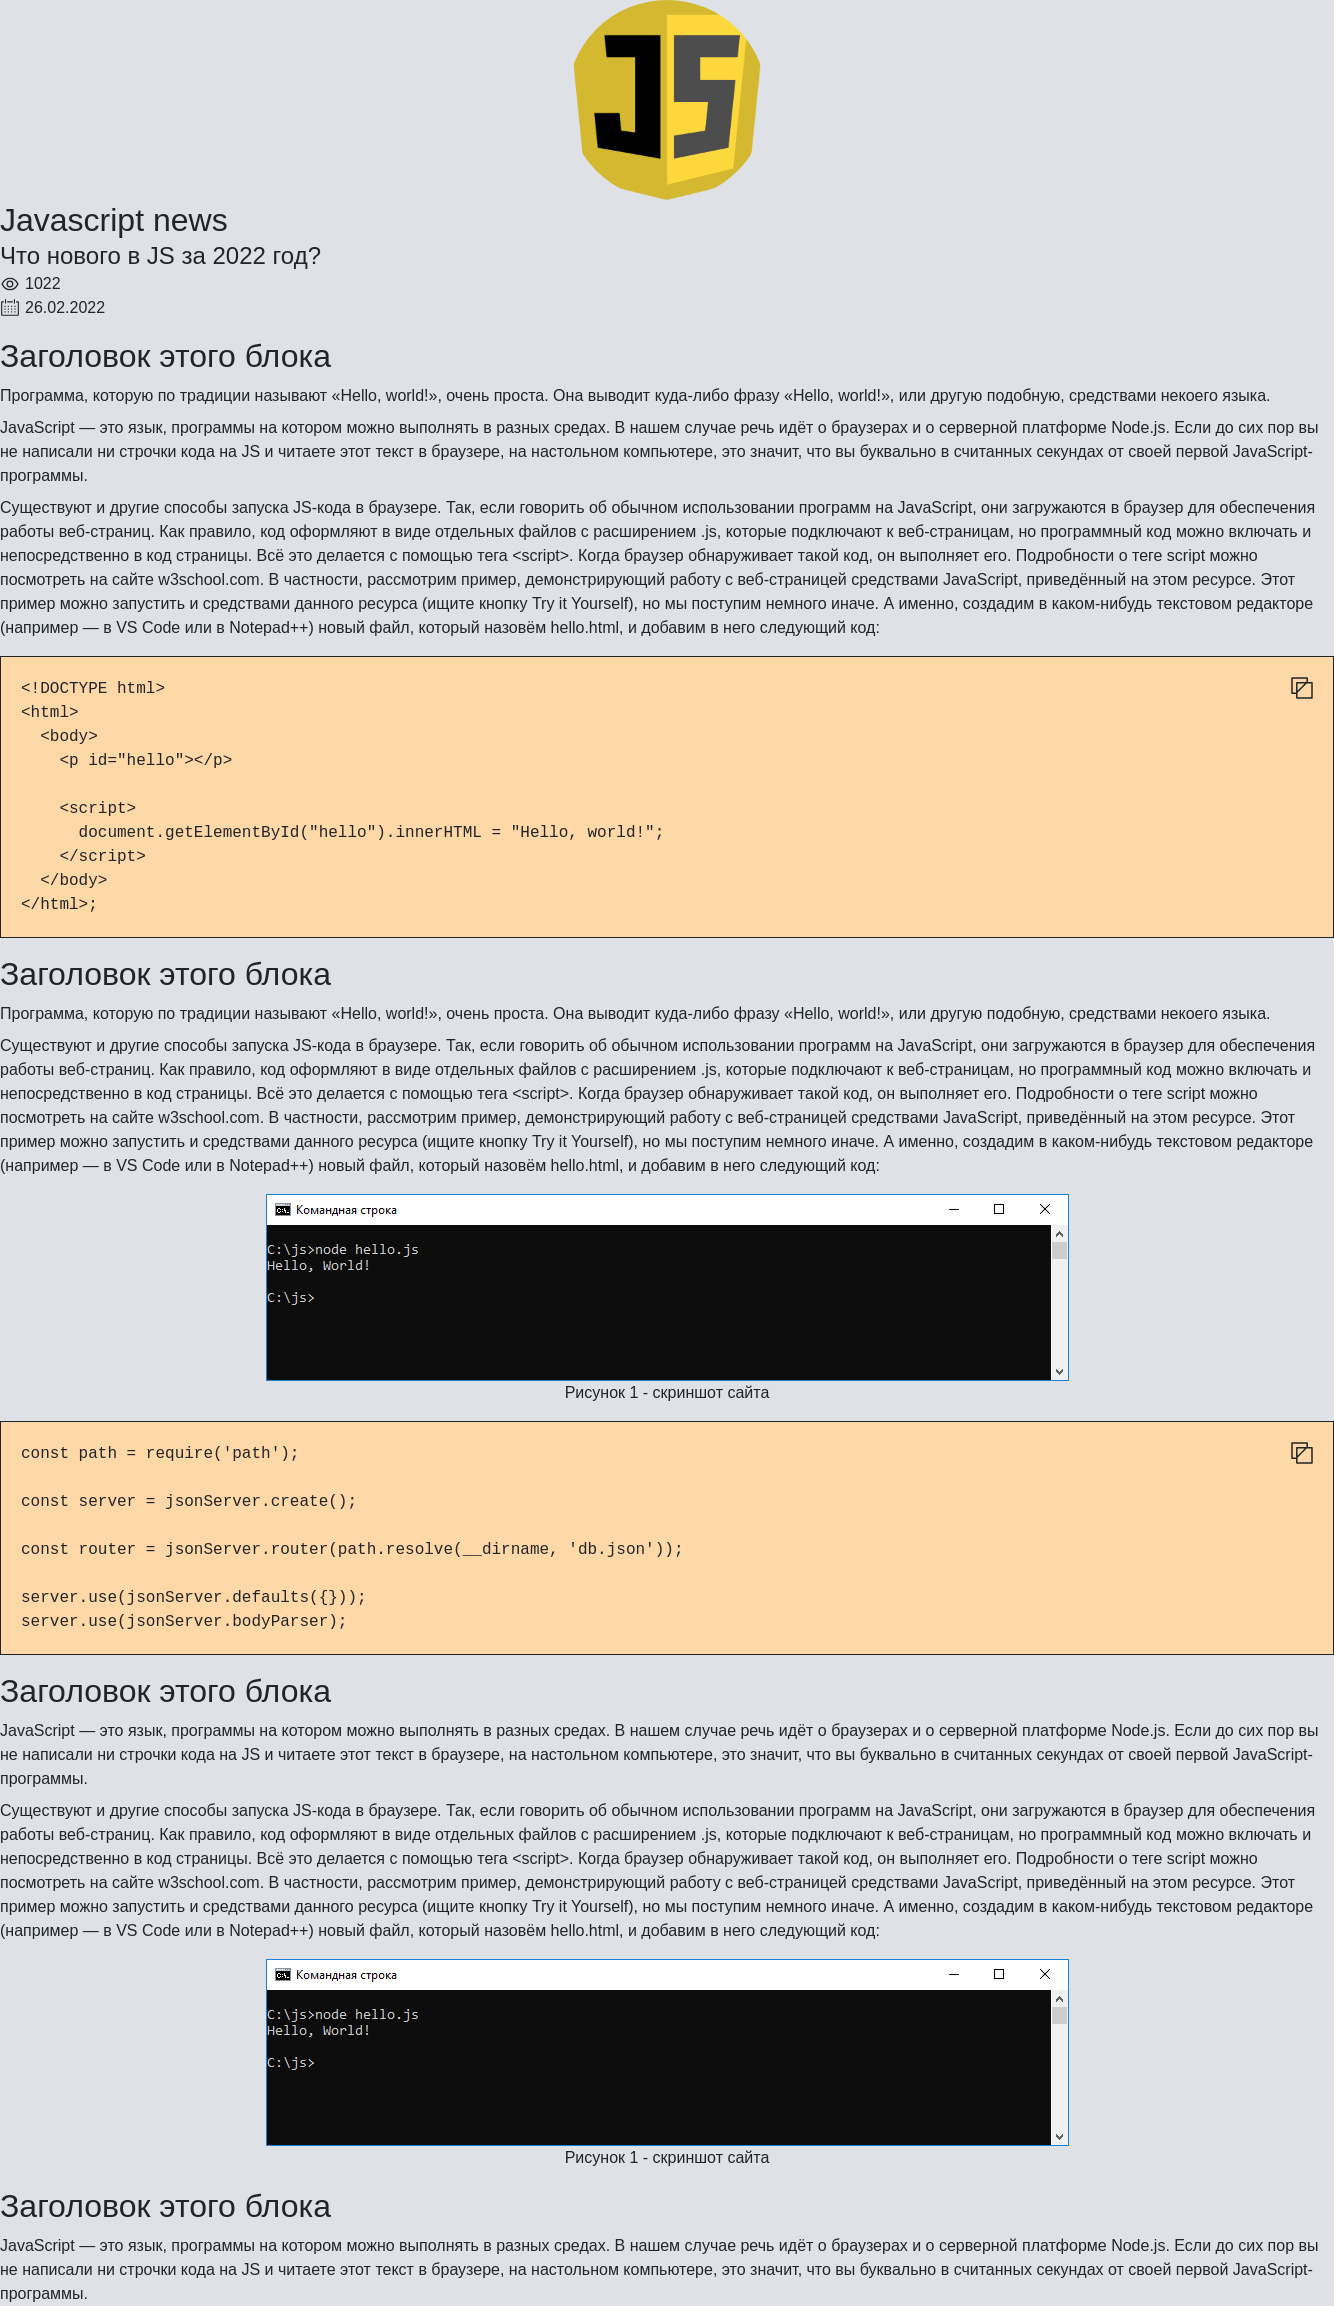 JS
Javascript news
Что нового в JS за 2022 год?
1022
26.02.2022
Заголовок этого блока
Программа, которую по традиции называют «Hello, world!», очень проста. Она выводит куда-либо фразу «Hello, world!», или другую подобную, средствами некоего языка.
JavaScript — это язык, программы на котором можно выполнять в разных средах. В нашем случае речь идёт о браузерах и о серверной платформе Node.js. Если до сих пор вы
не написали ни строчки кода на JS и читаете этот текст в браузере, на настольном компьютере, это значит, что вы буквально в считанных секундах от своей первой JavaScript-
программы.
Существуют и другие способы запуска JS-кода в браузере. Так, если говорить об обычном использовании программ на JavaScript, они загружаются в браузер для обеспечения
работы веб-страниц. Как правило, код оформляют в виде отдельных файлов с расширением .js, которые подключают к веб-страницам, но программный код можно включать и
непосредственно в код страницы. Всё это делается с помощью тега <script>. Когда браузер обнаруживает такой код, он выполняет его. Подробности о теге script можно
посмотреть на сайте w3school.com. В частности, рассмотрим пример, демонстрирующий работу с веб-страницей средствами JavaScript, приведённый на этом ресурсе. Этот
пример можно запустить и средствами данного ресурса (ищите кнопку Try it Yourself), но мы поступим немного иначе. А именно, создадим в каком-нибудь текстовом редакторе
(например — в VS Code или в Notepad++) новый файл, который назовём hello.html, и добавим в него следующий код:
<!DOCTYPE html>
<html>
  <body>
    <p id="hello"></p>
    <script>
      document.getElementById("hello").innerHTML = "Hello, world!";
    </script>
  </body>
</html>;
Заголовок этого блока
Программа, которую по традиции называют «Hello, world!», очень проста. Она выводит куда-либо фразу «Hello, world!», или другую подобную, средствами некоего языка.
Существуют и другие способы запуска JS-кода в браузере. Так, если говорить об обычном использовании программ на JavaScript, они загружаются в браузер для обеспечения
работы веб-страниц. Как правило, код оформляют в виде отдельных файлов с расширением .js, которые подключают к веб-страницам, но программный код можно включать и
непосредственно в код страницы. Всё это делается с помощью тега <script>. Когда браузер обнаруживает такой код, он выполняет его. Подробности о теге script можно
посмотреть на сайте w3school.com. В частности, рассмотрим пример, демонстрирующий работу с веб-страницей средствами JavaScript, приведённый на этом ресурсе. Этот
пример можно запустить и средствами данного ресурса (ищите кнопку Try it Yourself), но мы поступим немного иначе. А именно, создадим в каком-нибудь текстовом редакторе
(например — в VS Code или в Notepad++) новый файл, который назовём hello.html, и добавим в него следующий код:
Командная строка
C:\js>node hello.js
Hello, World!
C:\js>
Рисунок 1 - скриншот сайта
const path = require('path');
const server = jsonServer.create();
const router = jsonServer.router(path.resolve(__dirname, 'db.json'));
server.use(jsonServer.defaults({}));
server.use(jsonServer.bodyParser);
Заголовок этого блока
JavaScript — это язык, программы на котором можно выполнять в разных средах. В нашем случае речь идёт о браузерах и о серверной платформе Node.js. Если до сих пор вы
не написали ни строчки кода на JS и читаете этот текст в браузере, на настольном компьютере, это значит, что вы буквально в считанных секундах от своей первой JavaScript-
программы.
Существуют и другие способы запуска JS-кода в браузере. Так, если говорить об обычном использовании программ на JavaScript, они загружаются в браузер для обеспечения
работы веб-страниц. Как правило, код оформляют в виде отдельных файлов с расширением .js, которые подключают к веб-страницам, но программный код можно включать и
непосредственно в код страницы. Всё это делается с помощью тега <script>. Когда браузер обнаруживает такой код, он выполняет его. Подробности о теге script можно
посмотреть на сайте w3school.com. В частности, рассмотрим пример, демонстрирующий работу с веб-страницей средствами JavaScript, приведённый на этом ресурсе. Этот
пример можно запустить и средствами данного ресурса (ищите кнопку Try it Yourself), но мы поступим немного иначе. А именно, создадим в каком-нибудь текстовом редакторе
(например — в VS Code или в Notepad++) новый файл, который назовём hello.html, и добавим в него следующий код:
Командная строка
C:\js>node hello.js
Hello, World!
C:\js>
Рисунок 1 - скриншот сайта
Заголовок этого блока
JavaScript — это язык, программы на котором можно выполнять в разных средах. В нашем случае речь идёт о браузерах и о серверной платформе Node.js. Если до сих пор вы
не написали ни строчки кода на JS и читаете этот текст в браузере, на настольном компьютере, это значит, что вы буквально в считанных секундах от своей первой JavaScript-
программы.